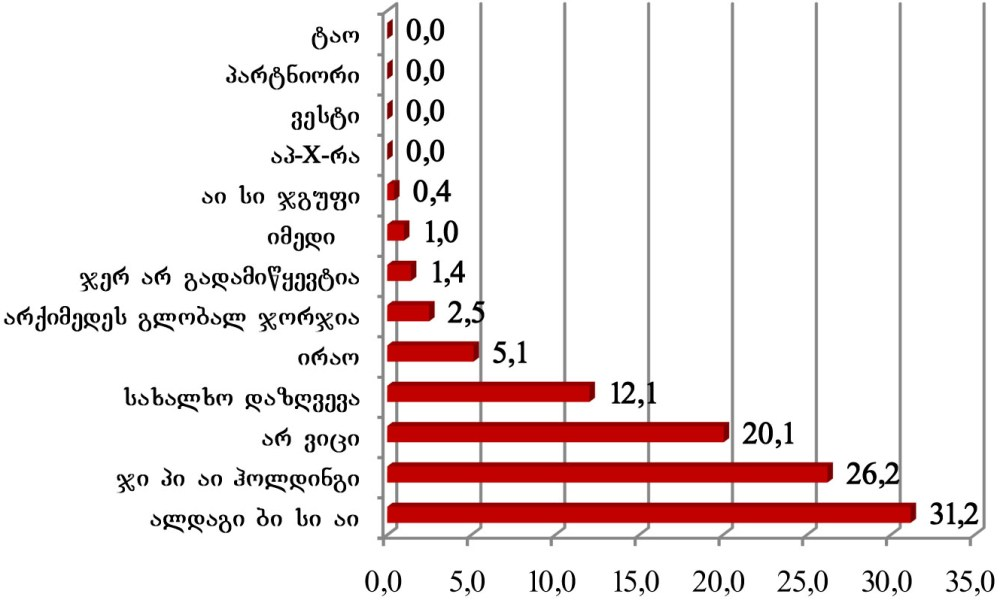 ტაო 0,0
პარტნიორი 0,0
ვესტი 0,0
აპ-X-რა 0,0
აი სი ჯგუფი 0,4
იმედი 1,0
ჯერ არ გადამიწყევტია 1,4
არქიმედეს გლობალ ჯორჯია 2,5
ირაო 5,1
სახალხო დაზღვევა 12,1
არ ვიცი 20,1
ჯი პი აი ჰოლდინგი 26,2
ალდაგი ბი სი აი 31,2
0,0 5,0 10,0 15,0 20,0 25,0 30,0 35,0